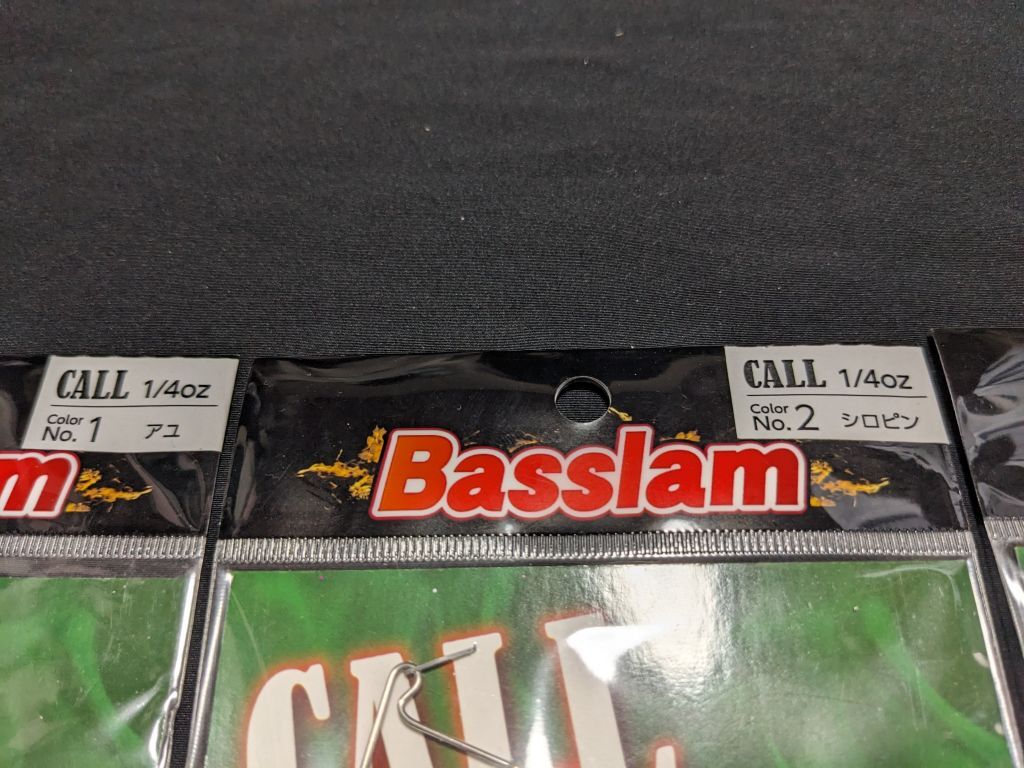 CALL 1/4oz
Color No. 1 アユ
m
CALL 1/4oz
Color No. 2 シロピン
Basslam
CALL